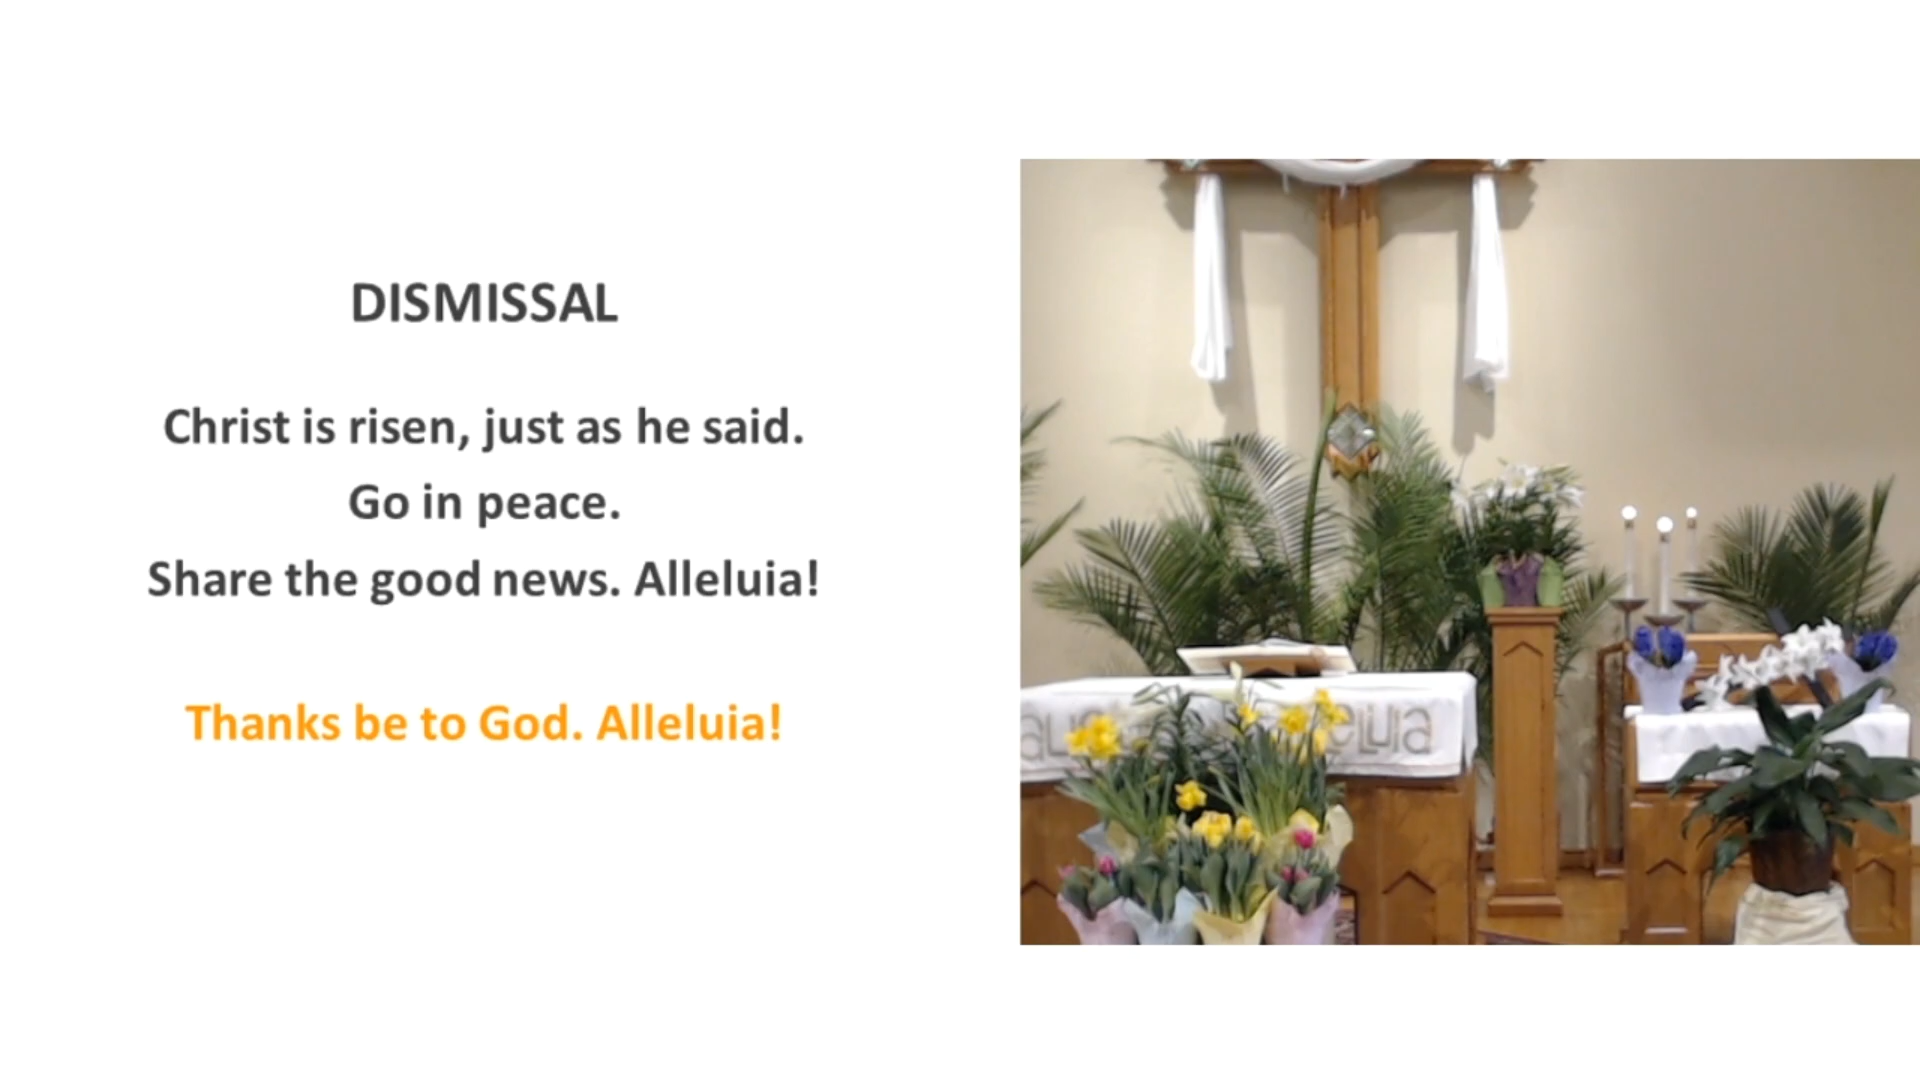 DISMISSAL
Christ is risen, just as he said.
Go in peace.
Share the good news. Alleluia!
Thanks be to God. Alleluia!